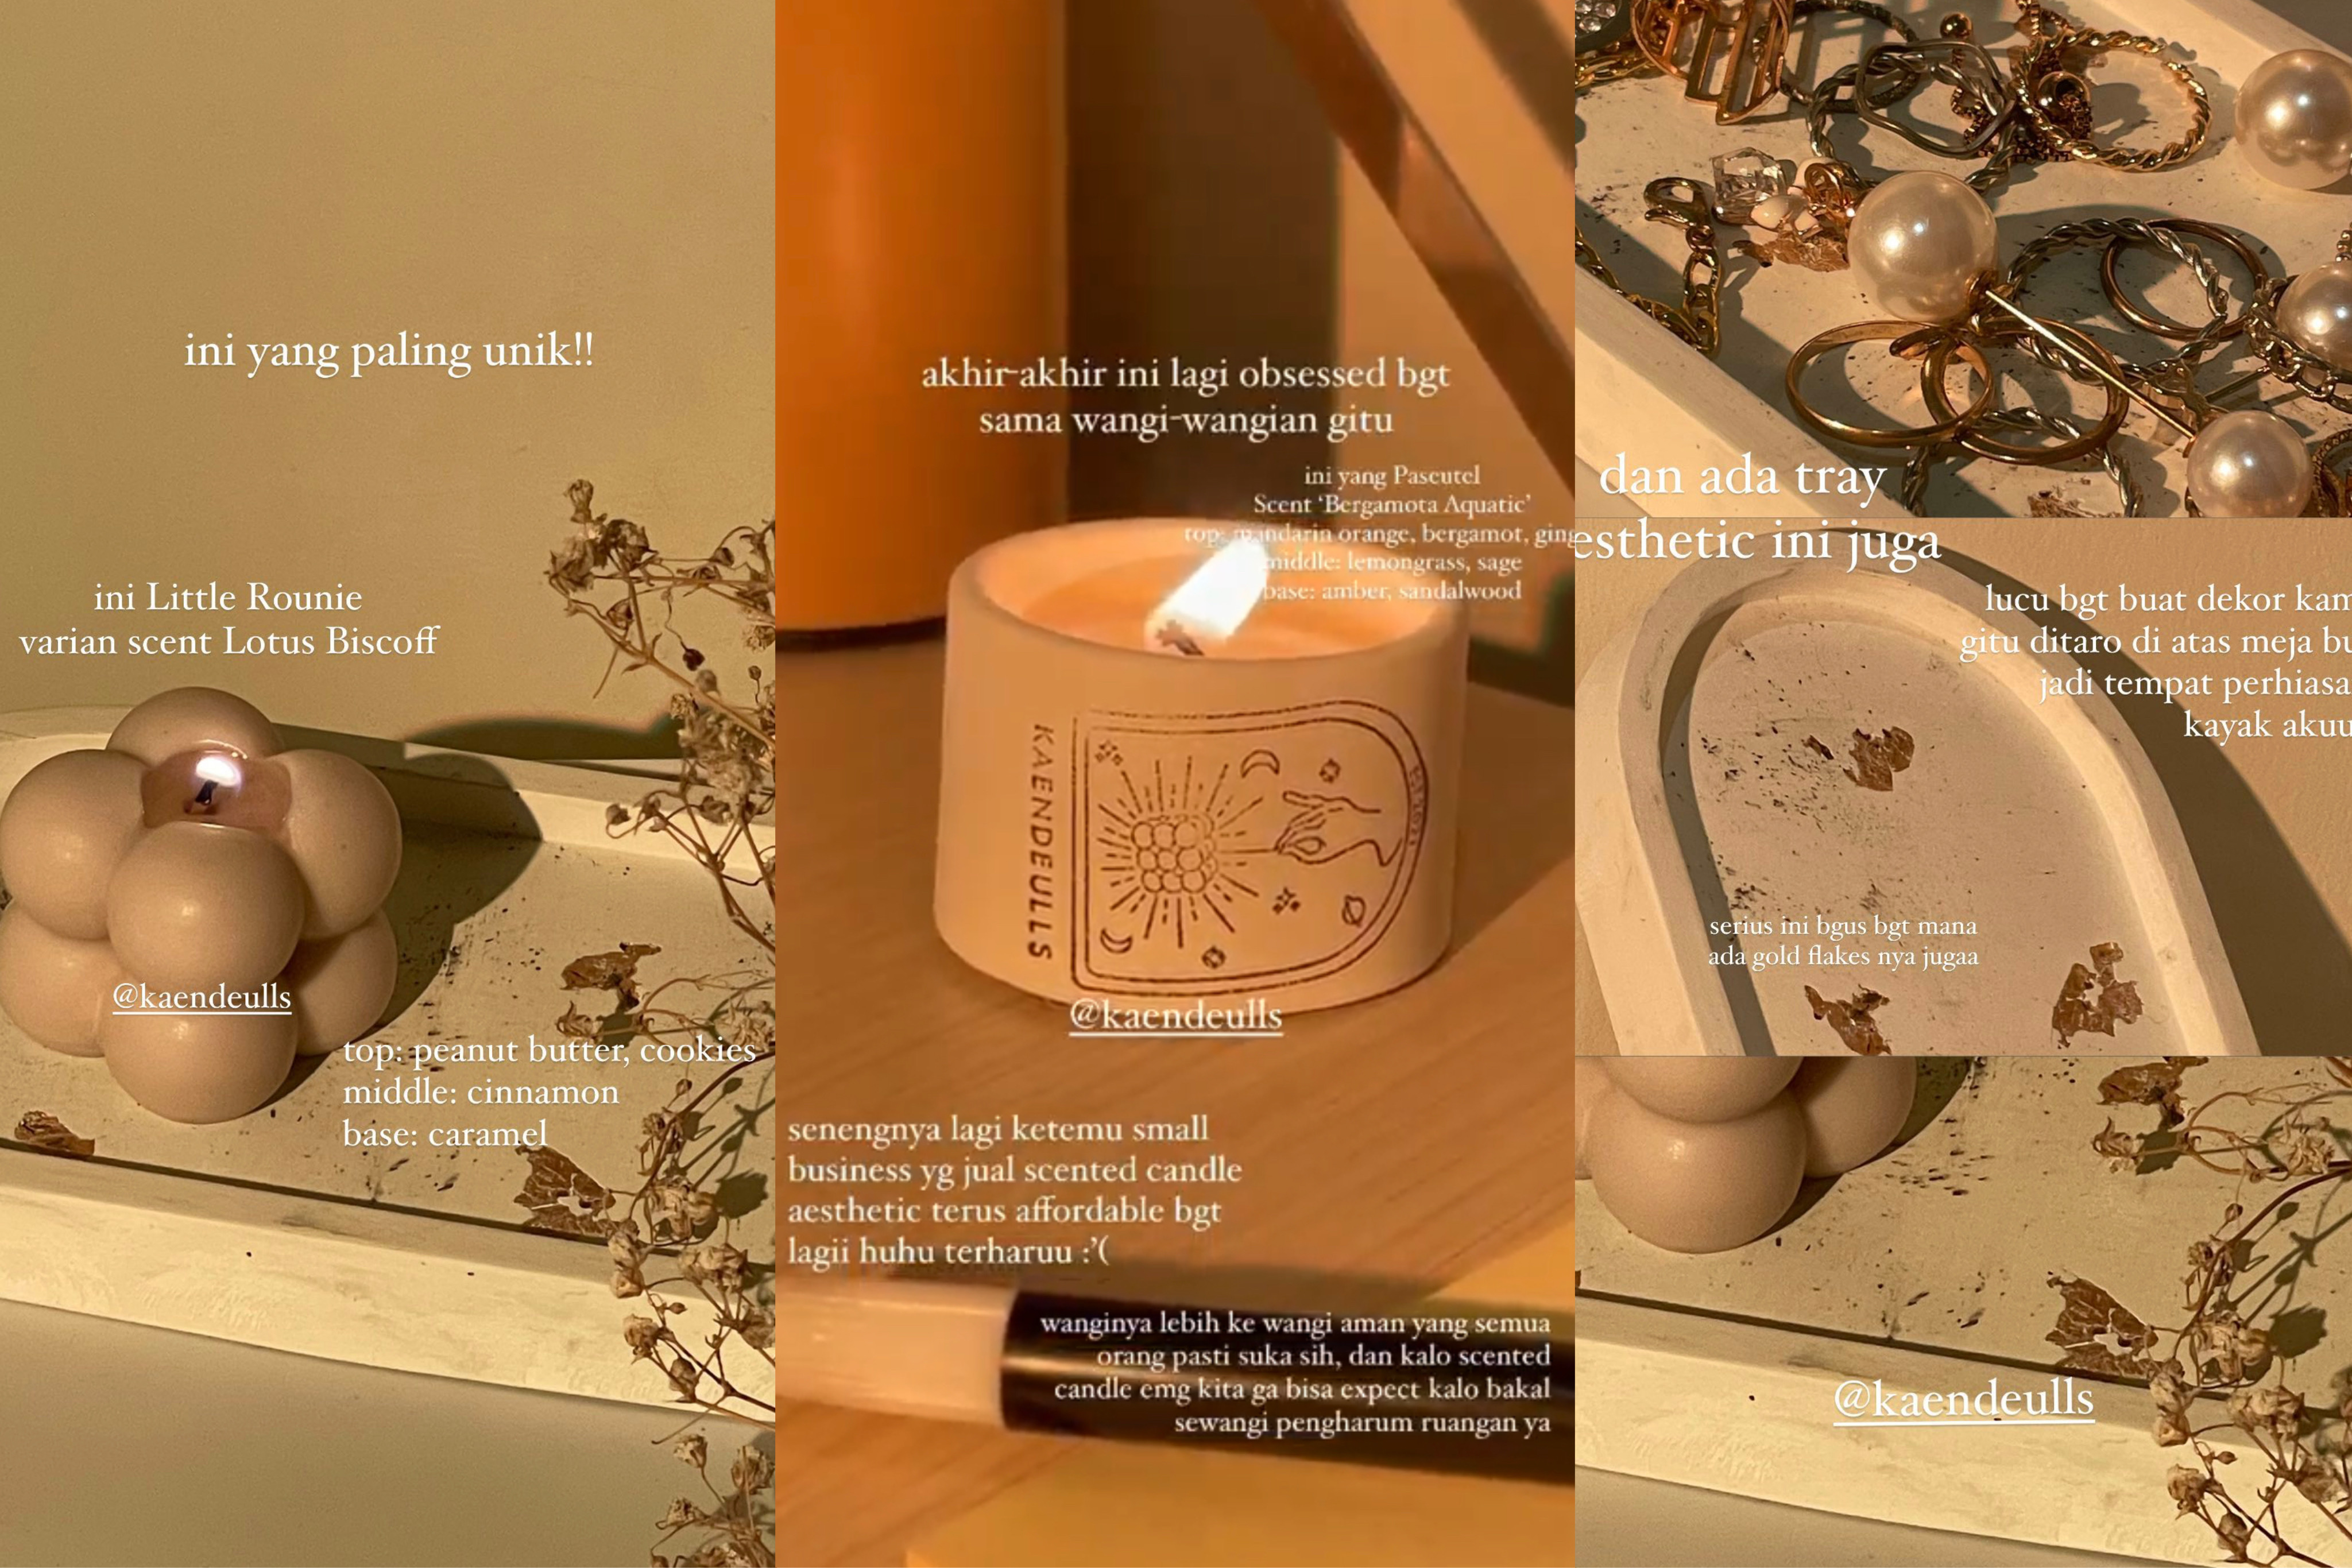 ini yang paling unik!!
ini Little Rounie
varian scent Lotus Biscoff
@kaendeulls
top: peanut butter, cookies
middle: cinnamon
base: caramel
akhir-akhir ini lagi obsessed bgt
sama wangi-wangian gitu
ini yang Pascutel
Scent 'Bergamota Aquatic'
top: mandarin orange, bergamot, ging
middle: lemongrass, sage
base: amber, sandalwood
KAENDEULLS
@kaendeulls
senengnya lagi ketemu small
business yg jual scented candle
aesthetic terus affordable bgt
lagii huhu terharuu :'(
wanginya lebih ke wangi aman yang semua
orang pasti suka sih, dan kalo scented
candle emg kita ga bisa expect kalo bakal
sewangi pengharum ruangan ya
dan ada tray
esthetic ini juga
lucu bgt buat dekor kam
gitu ditaro di atas meja bu
jadi tempat perhiasa
kayak akuu
serius ini bgus bgt mana
ada gold flakes nya jugaa
@kaendeulls